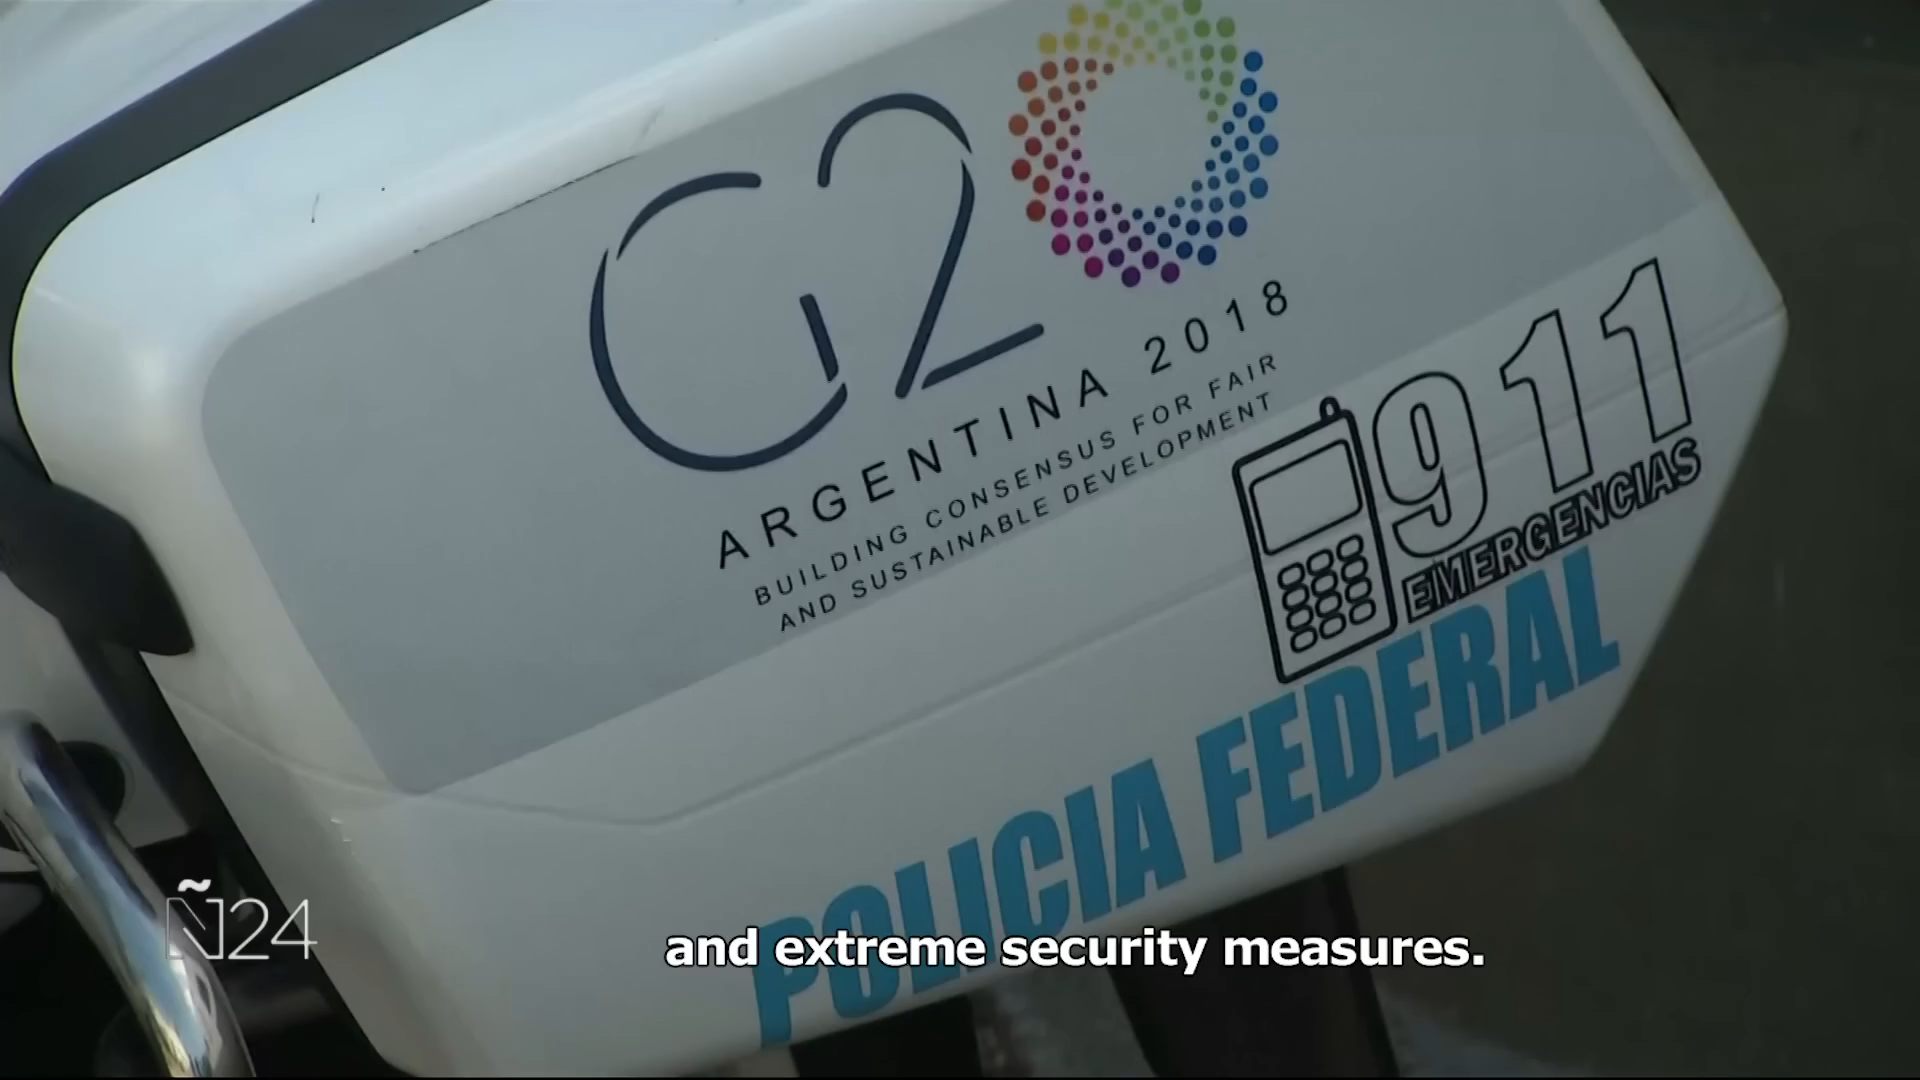 G20
ARGENTINA 2018
BUILDING CONSENSUS FOR FAIR
AND SUSTAINABLE DEVELOPMENT
911
EMERGENCIAS
POLICIA FEDERAL
Ñ24
and extreme security measures.